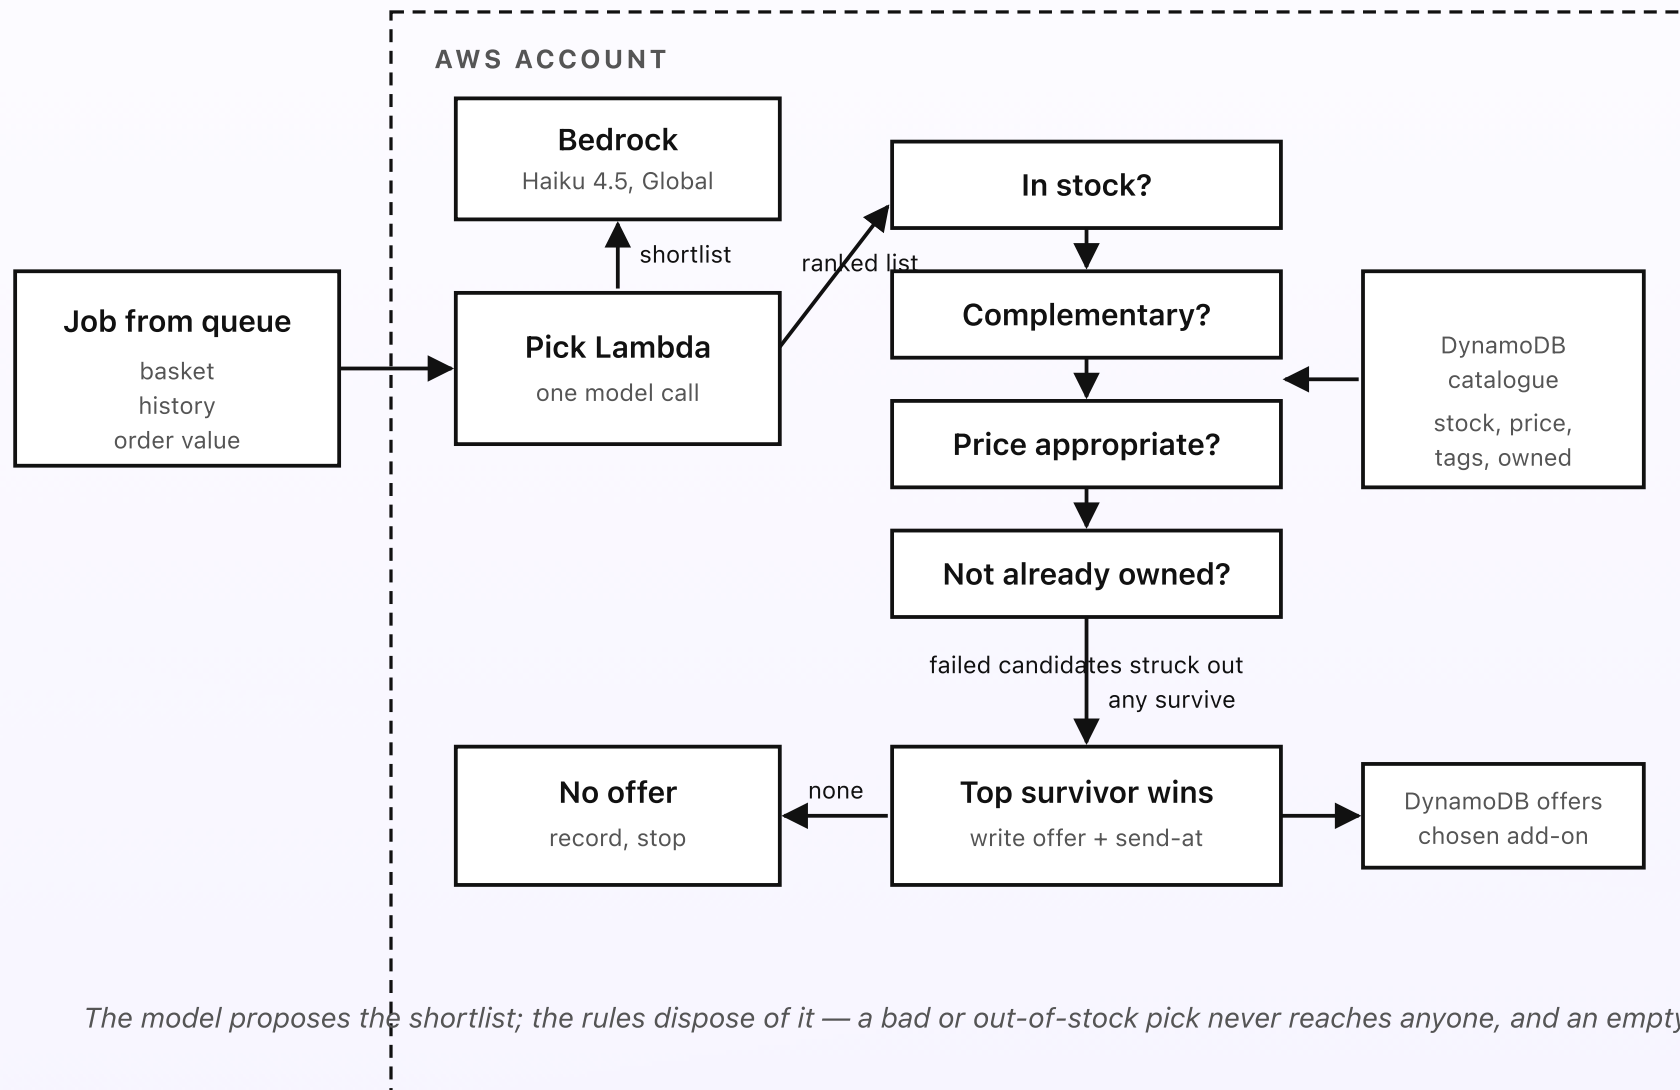 AWS ACCOUNT
Bedrock
Haiku 4.5, Global
shortlist
Job from queue
basket
history
order value
Pick Lambda
one model call
ranked list
In stock?
Complementary?
Price appropriate?
Not already owned?
DynamoDB
catalogue
stock, price,
tags, owned
failed candidates struck out
any survive
No offer
record, stop
none
Top survivor wins
write offer + send-at
DynamoDB offers
chosen add-on
The model proposes the shortlist; the rules dispose of it — a bad or out-of-stock pick never reaches anyone, and an empty